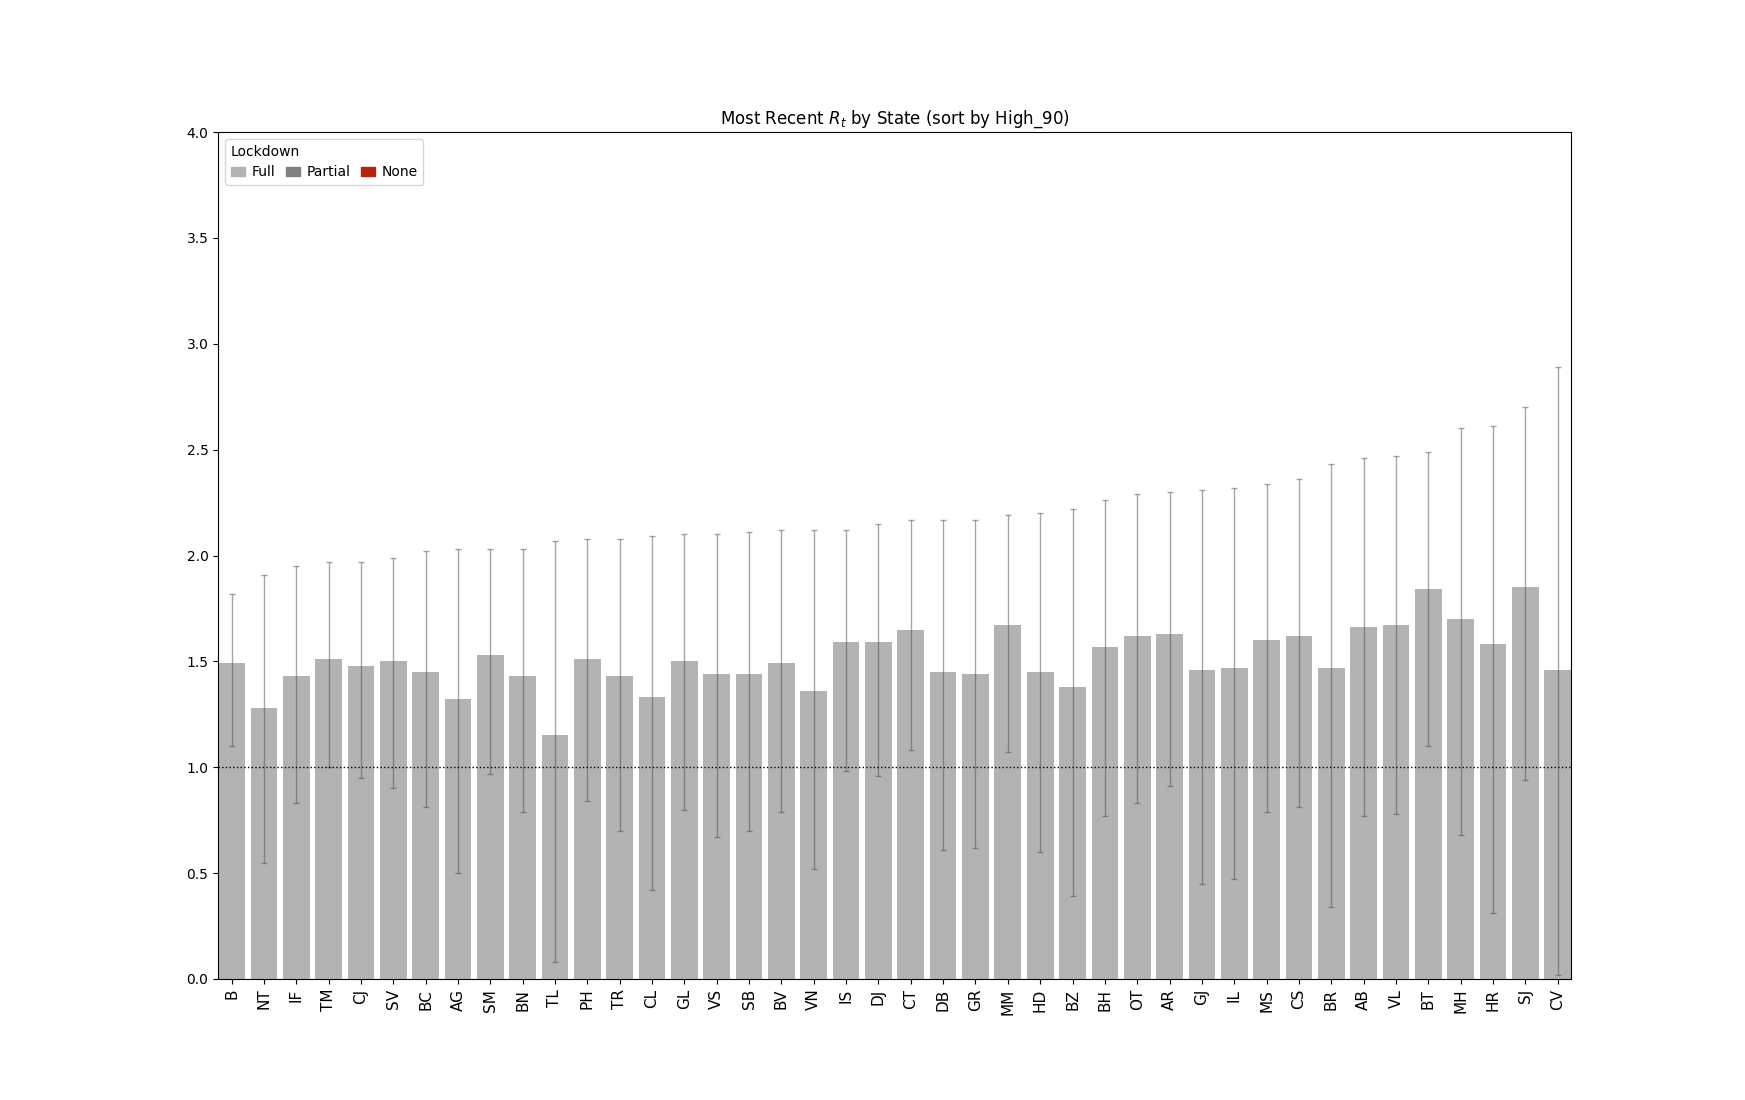 Most Recent R_t by State (sort by High_90)
4.0
3.5
3.0
2.5
2.0
1.5
1.0
0.5
0.0
Lockdown
Full Partial None
B NT IF TM CJ SV BC AG SM BN TL PH TR CL GL VS SB BV VN IS DJ CT DB GR MM HD BZ BH OT AR GJ IL MS CS BR AB VL BT MH HR SJ CV